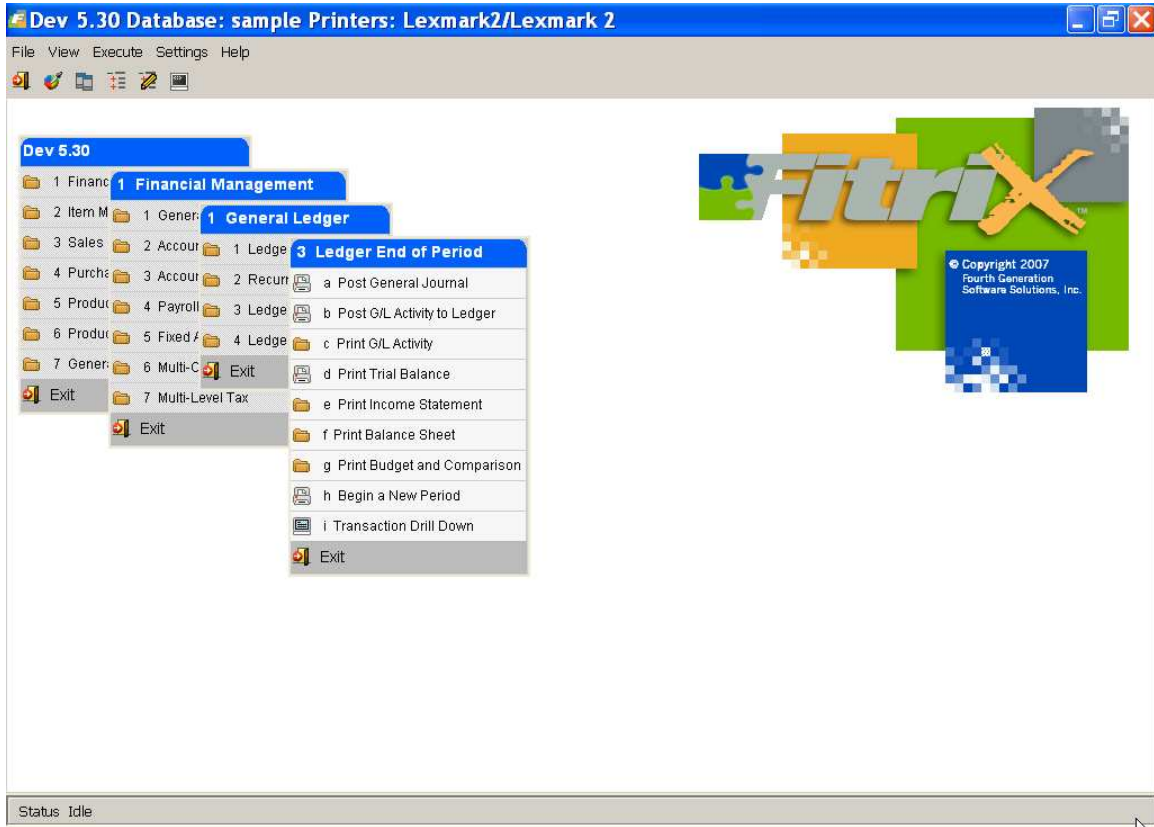 Dev 5.30 Database: sample Printers: Lexmark2/Lexmark 2
File View Execute Settings Help
Fitrix
TM
© Copyright 2007
Fourth Generation
Software Solutions, Inc.
Dev 5.30
1 Financ
2 Item M
3 Sales
4 Purcha
5 Produc
6 Produc
7 Gener
Exit
1 Financial Management
1 Gener
2 Accoun
3 Accoun
4 Payroll
5 Fixed A
6 Multi-C
7 Multi-Level Tax
Exit
1 General Ledger
1 Ledge
2 Recurr
3 Ledge
4 Ledge
Exit
3 Ledger End of Period
a Post General Journal
b Post G/L Activity to Ledger
c Print G/L Activity
d Print Trial Balance
e Print Income Statement
f Print Balance Sheet
g Print Budget and Comparison
h Begin a New Period
i Transaction Drill Down
Exit
Status Idle